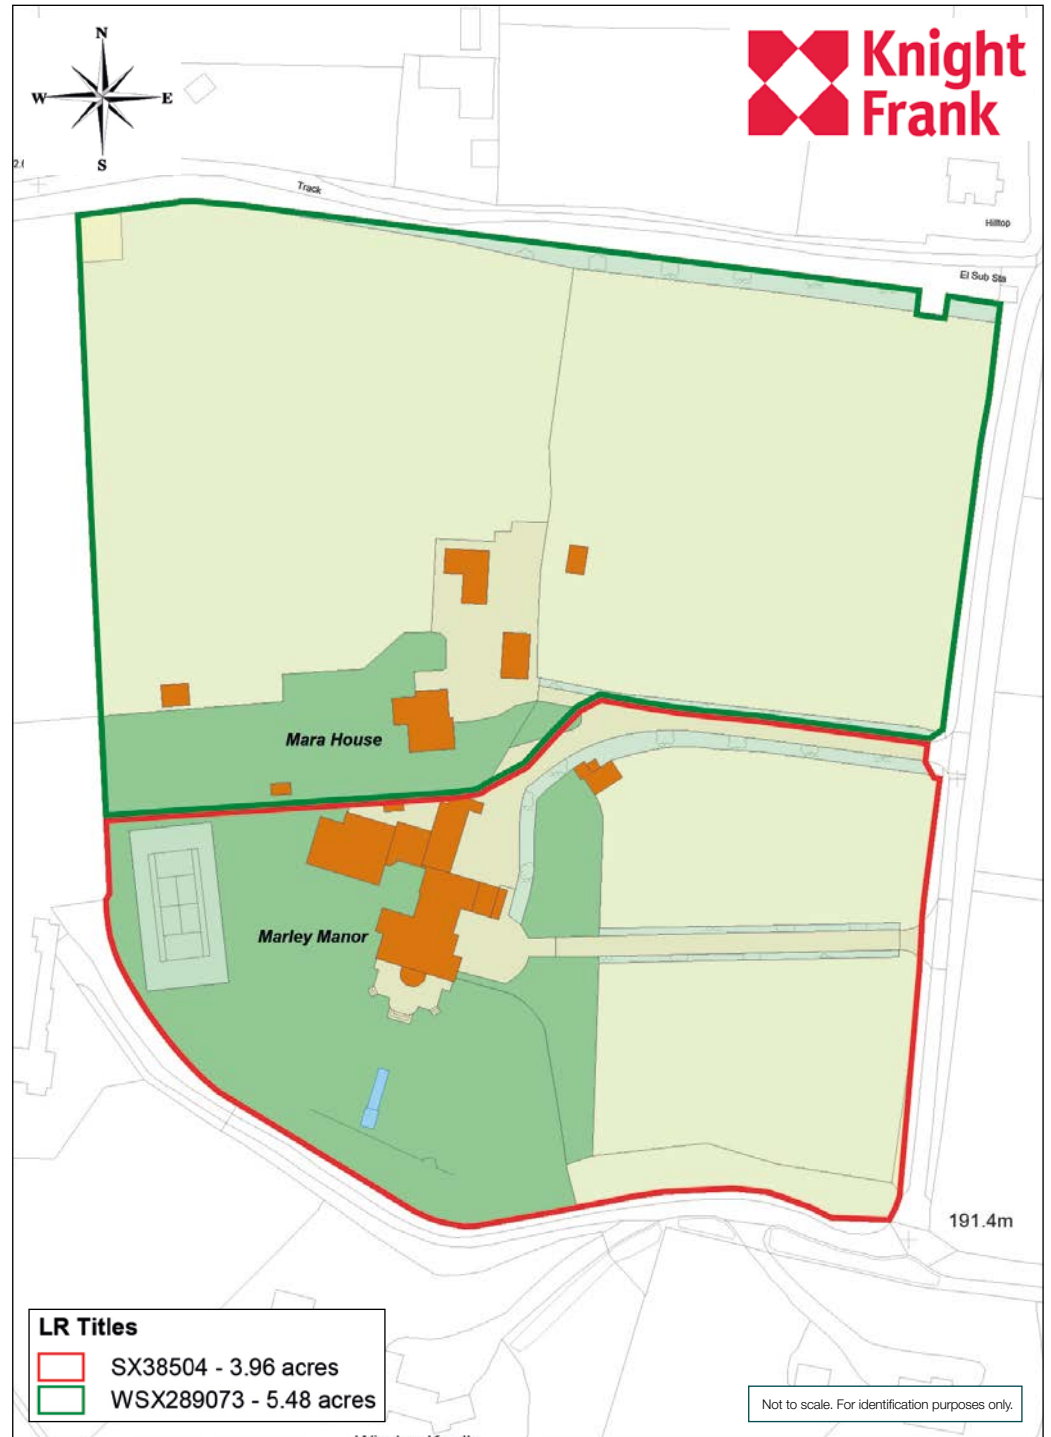 N
W
E
S
Knight
Frank
Track
Hilltop
El Sub Sta
Mara House
Marley Manor
191.4m
LR Titles
SX38504 - 3.96 acres
WSX289073 - 5.48 acres
Not to scale. For identification purposes only.